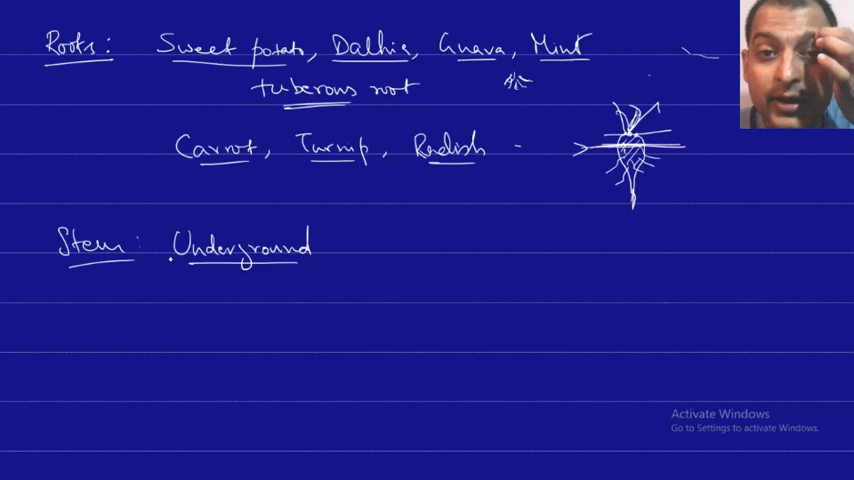 Roots: Sweet potato, Dalhia, Guava, Mint
tuberous root
Carrot, Turnip, Radish -
Stem: Underground
Activate Windows
Go to Settings to activate Windows.